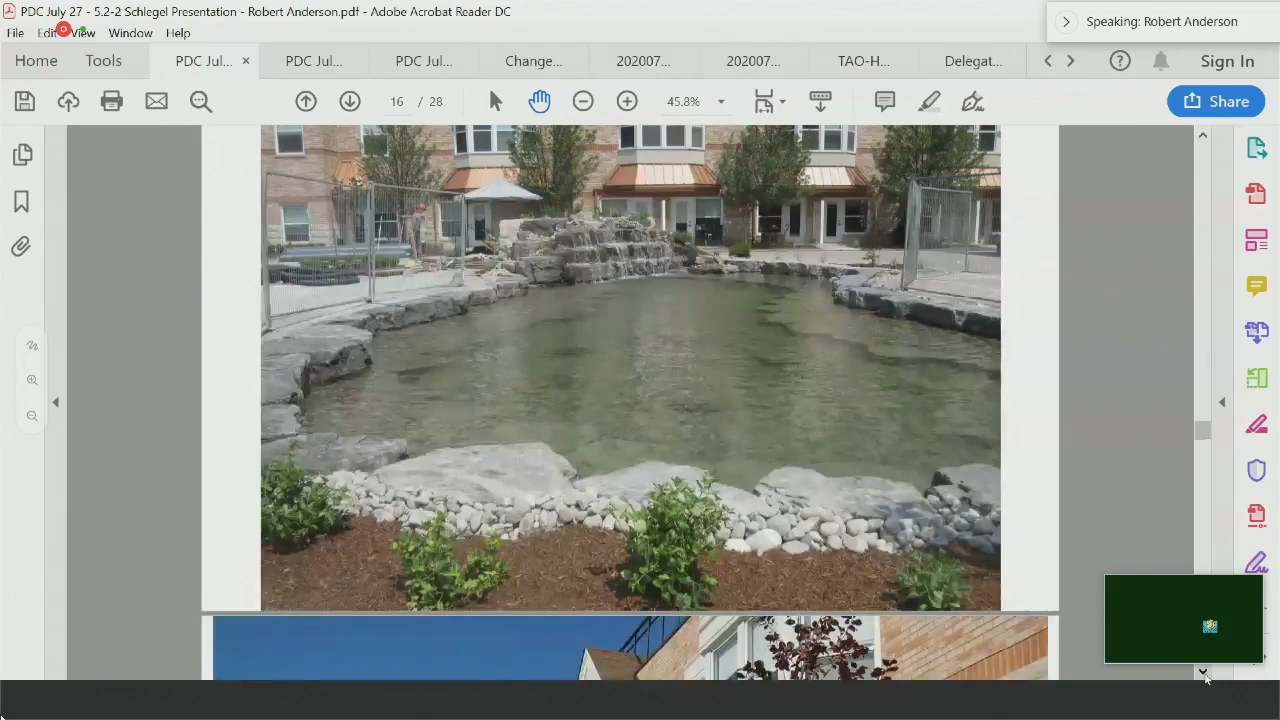 PDC July 27 - 5.2-2 Schlegel Presentation - Robert Anderson.pdf - Adobe Acrobat Reader DC
Speaking: Robert Anderson
File Edit View Window Help
Home Tools PDC Jul... × PDC Jul... PDC Jul... Change... 202007... 202007... TAO-H... Delegat... Sign In
16 / 28 45.8% Share